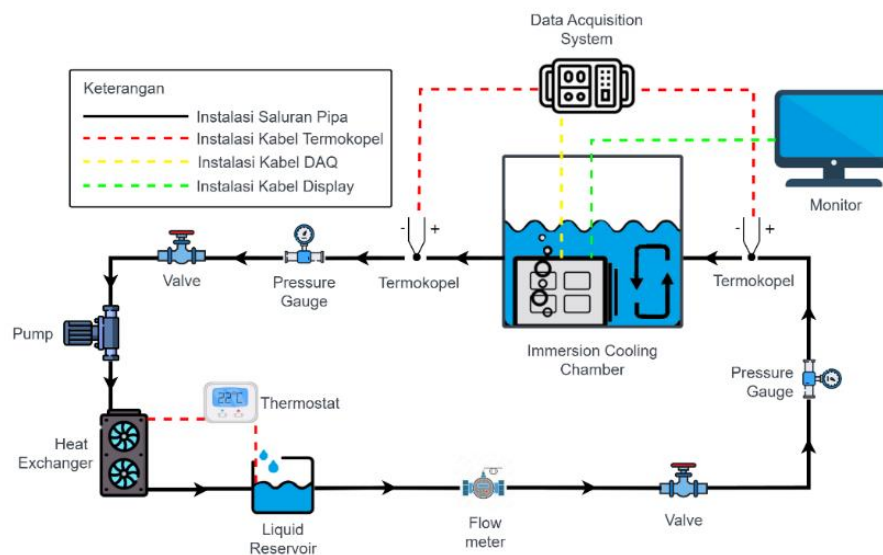 Data Acquisition
System
Keterangan
Instalasi Saluran Pipa
Instalasi Kabel Termokopel
Instalasi Kabel DAQ
Instalasi Kabel Display
Monitor
- +
- +
Valve
Pressure
Gauge
Termokopel
Termokopel
Immersion Cooling
Chamber
Pump
Pressure
Gauge
22°C
Thermostat
Heat
Exchanger
Liquid
Reservoir
Flow
meter
Valve